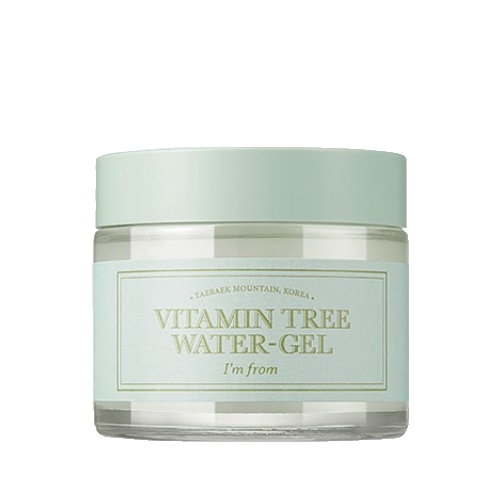 • TAEBAEK MOUNTAIN, KOREA •
VITAMIN TREE
WATER-GEL
I'm from